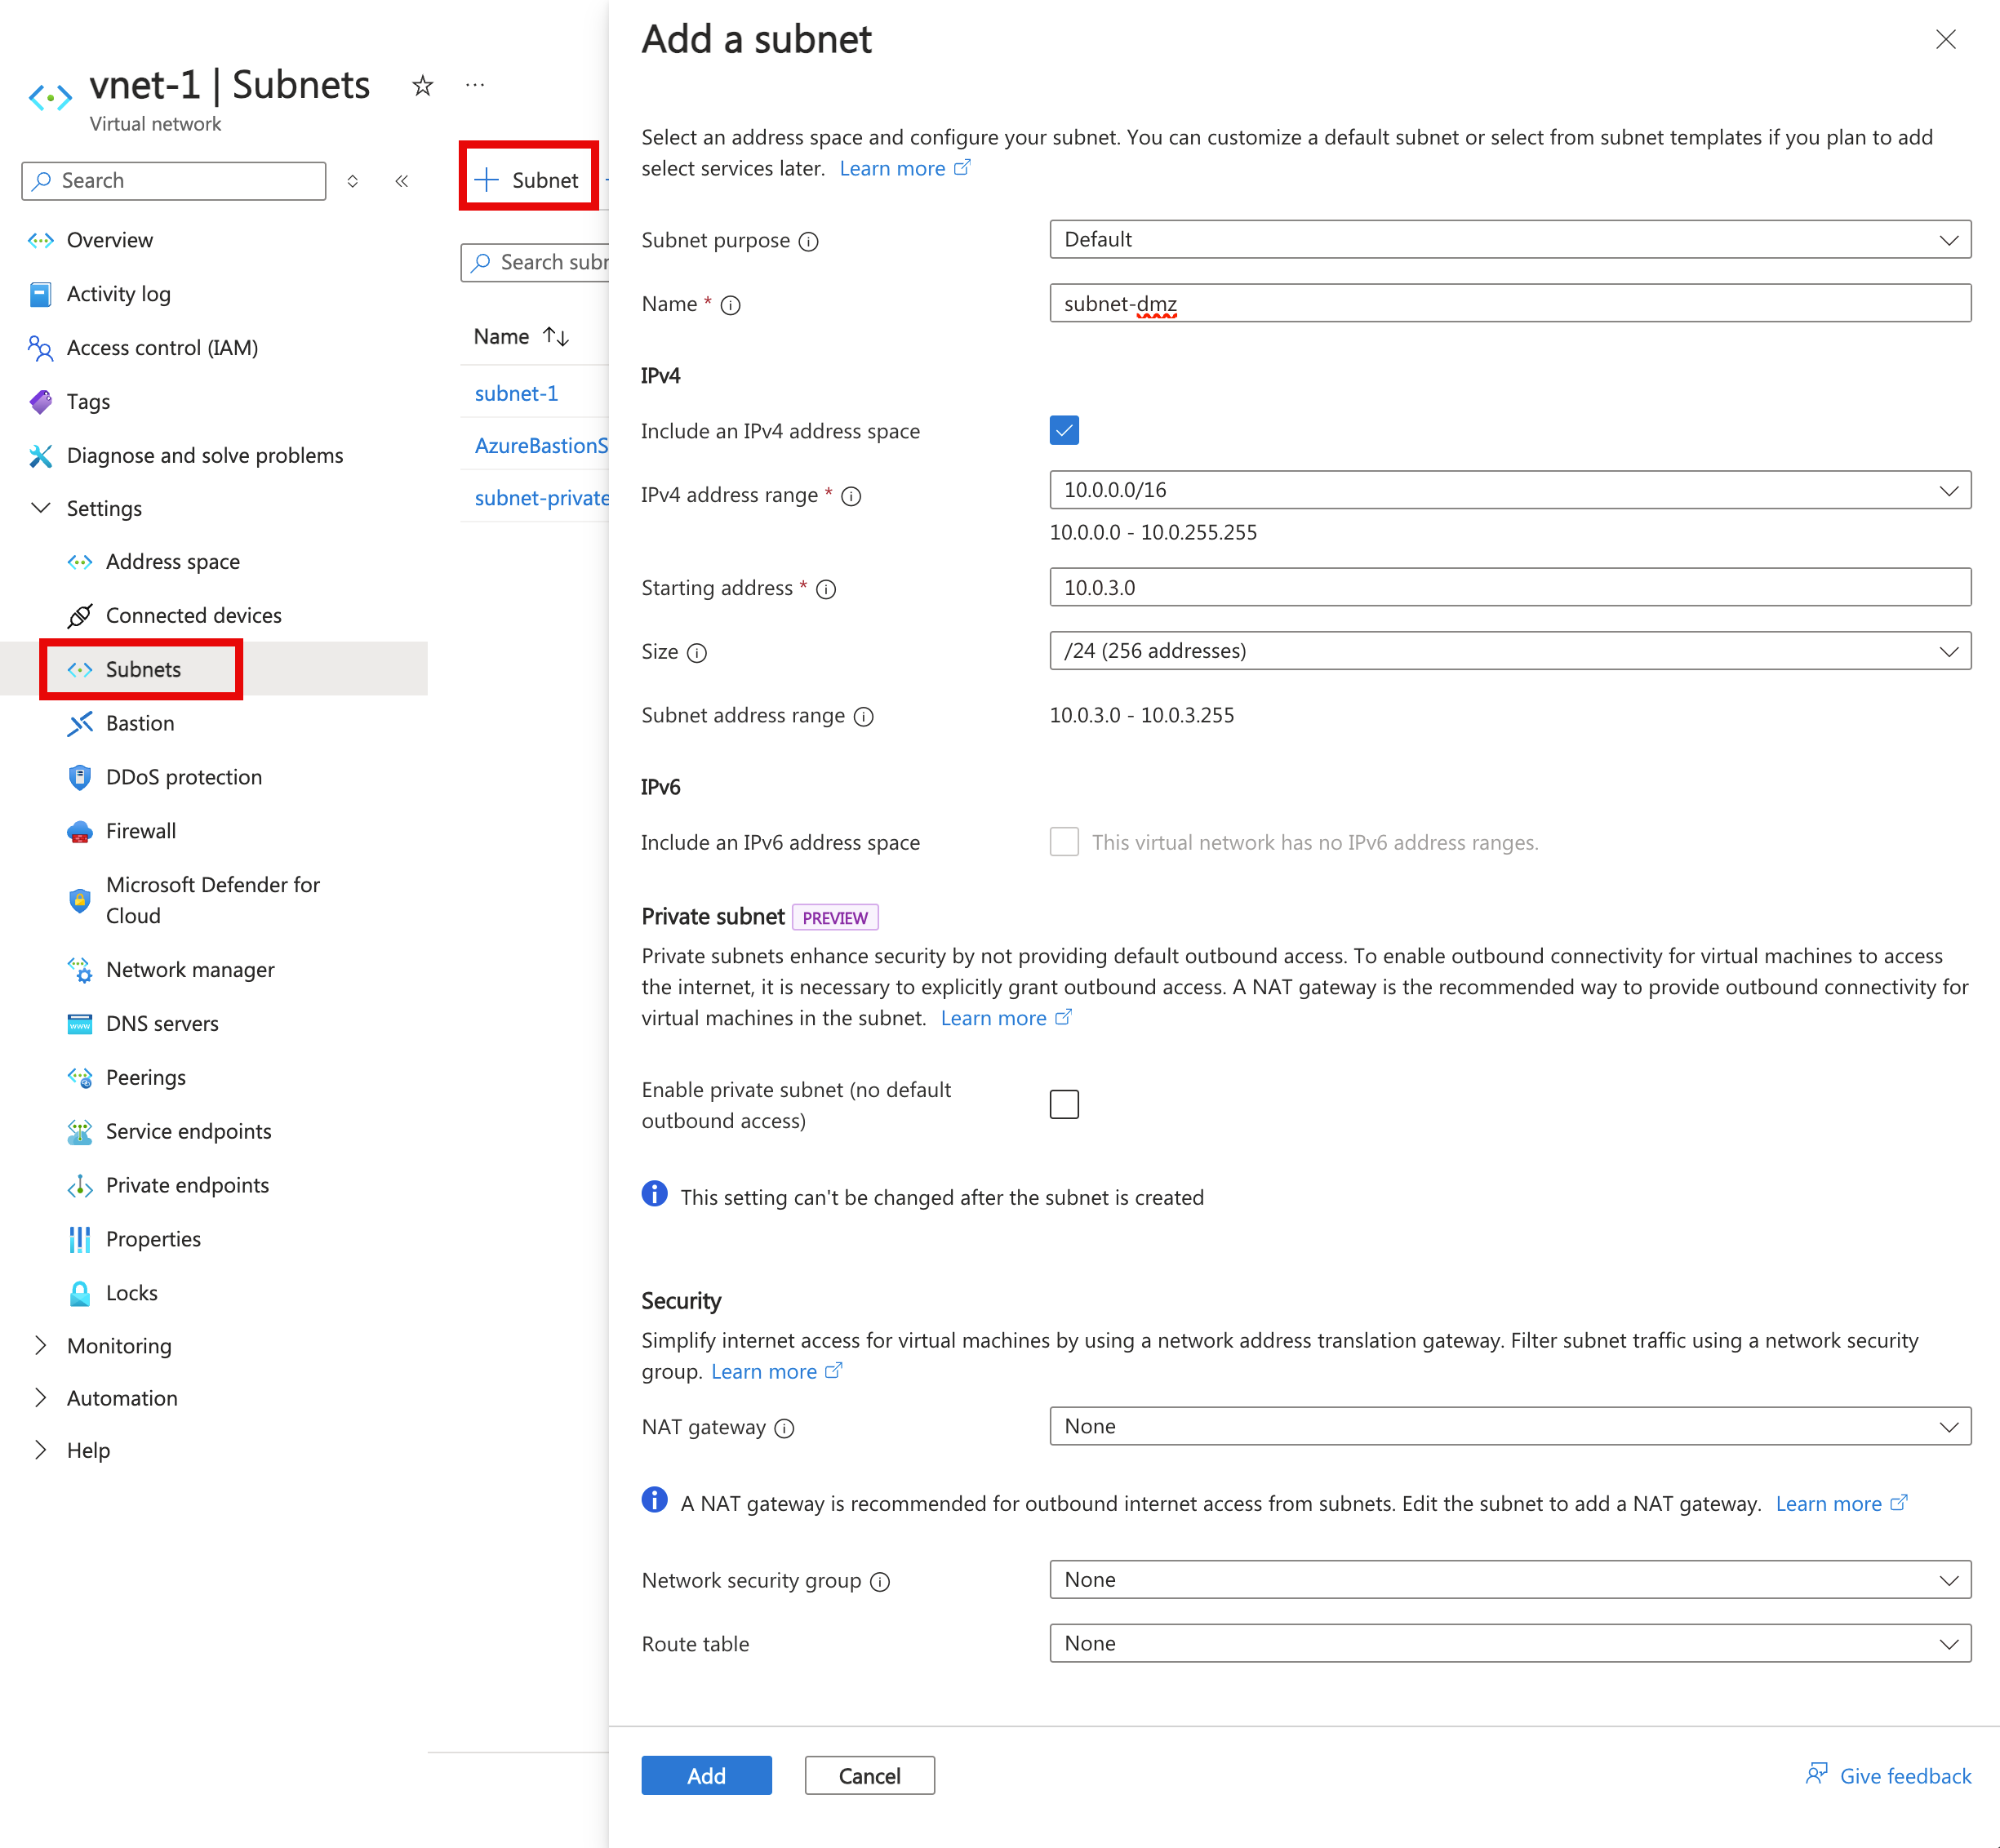 vnet-1 | Subnets
Virtual network
Search
Overview
Activity log
Access control (IAM)
Tags
Diagnose and solve problems
Settings
Address space
Connected devices
Subnets
Bastion
DDoS protection
Firewall
Microsoft Defender for
Cloud
Network manager
DNS servers
Peerings
Service endpoints
Private endpoints
Properties
Locks
Monitoring
Automation
Help
+ Subnet
Search subn
Name
subnet-1
AzureBastionS
subnet-private
Add a subnet
Select an address space and configure your subnet. You can customize a default subnet or select from subnet templates if you plan to add
select services later. Learn more
Subnet purpose
Default
Name *
subnet-dmz
IPv4
Include an IPv4 address space
IPv4 address range *
10.0.0.0/16
10.0.0.0 - 10.0.255.255
Starting address *
10.0.3.0
Size
/24 (256 addresses)
Subnet address range
10.0.3.0 - 10.0.3.255
IPv6
Include an IPv6 address space
This virtual network has no IPv6 address ranges.
Private subnet PREVIEW
Private subnets enhance security by not providing default outbound access. To enable outbound connectivity for virtual machines to access
the internet, it is necessary to explicitly grant outbound access. A NAT gateway is the recommended way to provide outbound connectivity for
virtual machines in the subnet. Learn more
Enable private subnet (no default
outbound access)
This setting can't be changed after the subnet is created
Security
Simplify internet access for virtual machines by using a network address translation gateway. Filter subnet traffic using a network security
group. Learn more
NAT gateway
None
A NAT gateway is recommended for outbound internet access from subnets. Edit the subnet to add a NAT gateway. Learn more
Network security group
None
Route table
None
Add
Cancel
Give feedback